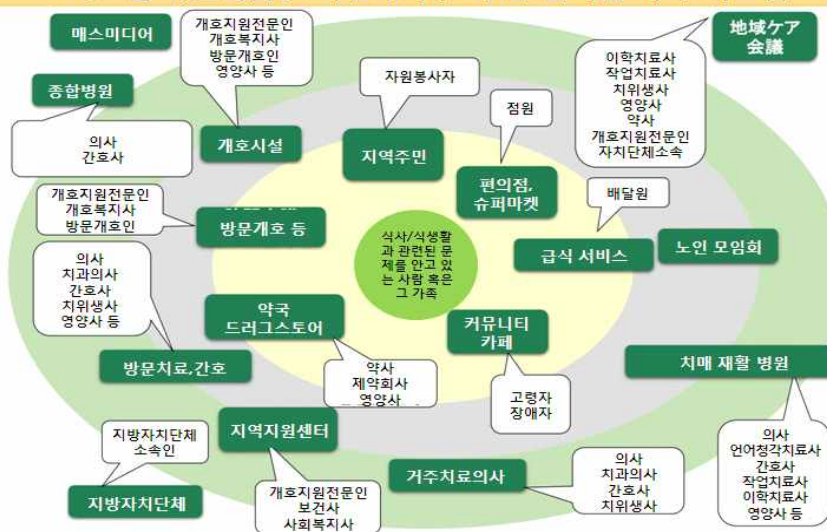 매스미디어
개호지원전문인
개호복지사
방문개호인
영양사 등
地域ケア
会議
종합병원
의사
간호사
개호시설
자원봉사자
지역주민
점원
편의점,
슈퍼마켓
이학치료사
작업치료사
치위생사
영양사
약사
개호지원전문인
자치단체소속
개호지원전문인
개호복지사
방문개호인
방문개호 등
식사/식생활
과 관련된 문
제를 안고 있
는 사람 혹은
그 가족
배달원
급식 서비스
노인 모임회
의사
치과의사
간호사
치위생사
영양사 등
방문치료,간호
약국
드러그스토어
약사
제약회사
영양사
커뮤니티
카페
고령자
장애자
치매 재활 병원
의사
언어청각치료사
간호사
작업치료사
이학치료사
영양사 등
지방자치단체
소속인
지방자치단체
지역지원센터
개호지원전문인
보건사
사회복지사
거주치료의사
의사
치과의사
간호사
치위생사